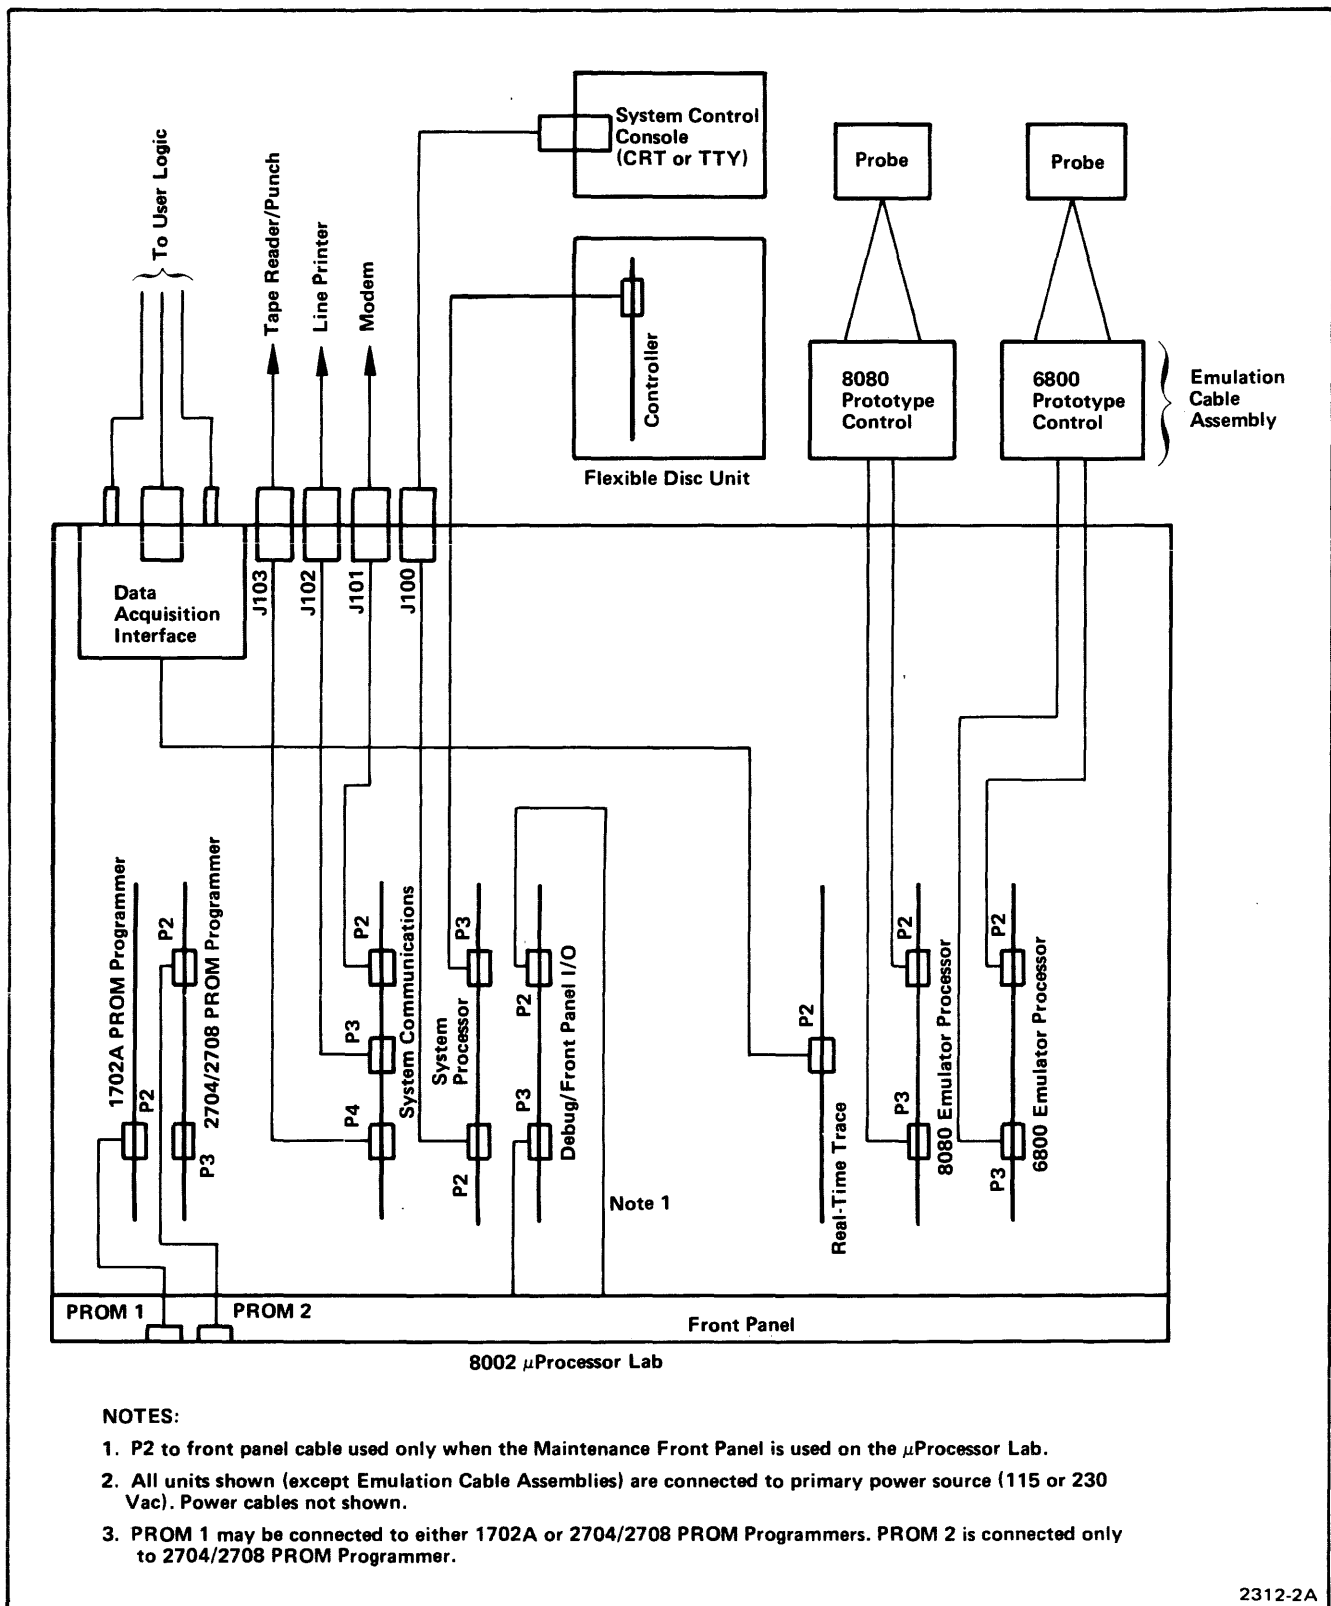 System Control
Console
(CRT or TTY)
Probe
Probe
To User Logic
Tape Reader/Punch
Line Printer
Modem
Controller
Flexible Disc Unit
8080
Prototype
Control
6800
Prototype
Control
Emulation
Cable
Assembly
Data
Acquisition
Interface
J103
J102
J101
J100
1702A PROM Programmer
P2
P2
P3
2704/2708 PROM Programmer
P2
P3
P4
System Communications
P3
System
Processor
P2
P2
P3
Debug/Front Panel I/O
Note 1
P2
Real-Time Trace
P2
P3
8080 Emulator Processor
P2
P3
6800 Emulator Processor
PROM 1
PROM 2
Front Panel
8002 μProcessor Lab
NOTES:
1. P2 to front panel cable used only when the Maintenance Front Panel is used on the μProcessor Lab.
2. All units shown (except Emulation Cable Assemblies) are connected to primary power source (115 or 230
Vac). Power cables not shown.
3. PROM 1 may be connected to either 1702A or 2704/2708 PROM Programmers. PROM 2 is connected only
to 2704/2708 PROM Programmer.
2312-2A